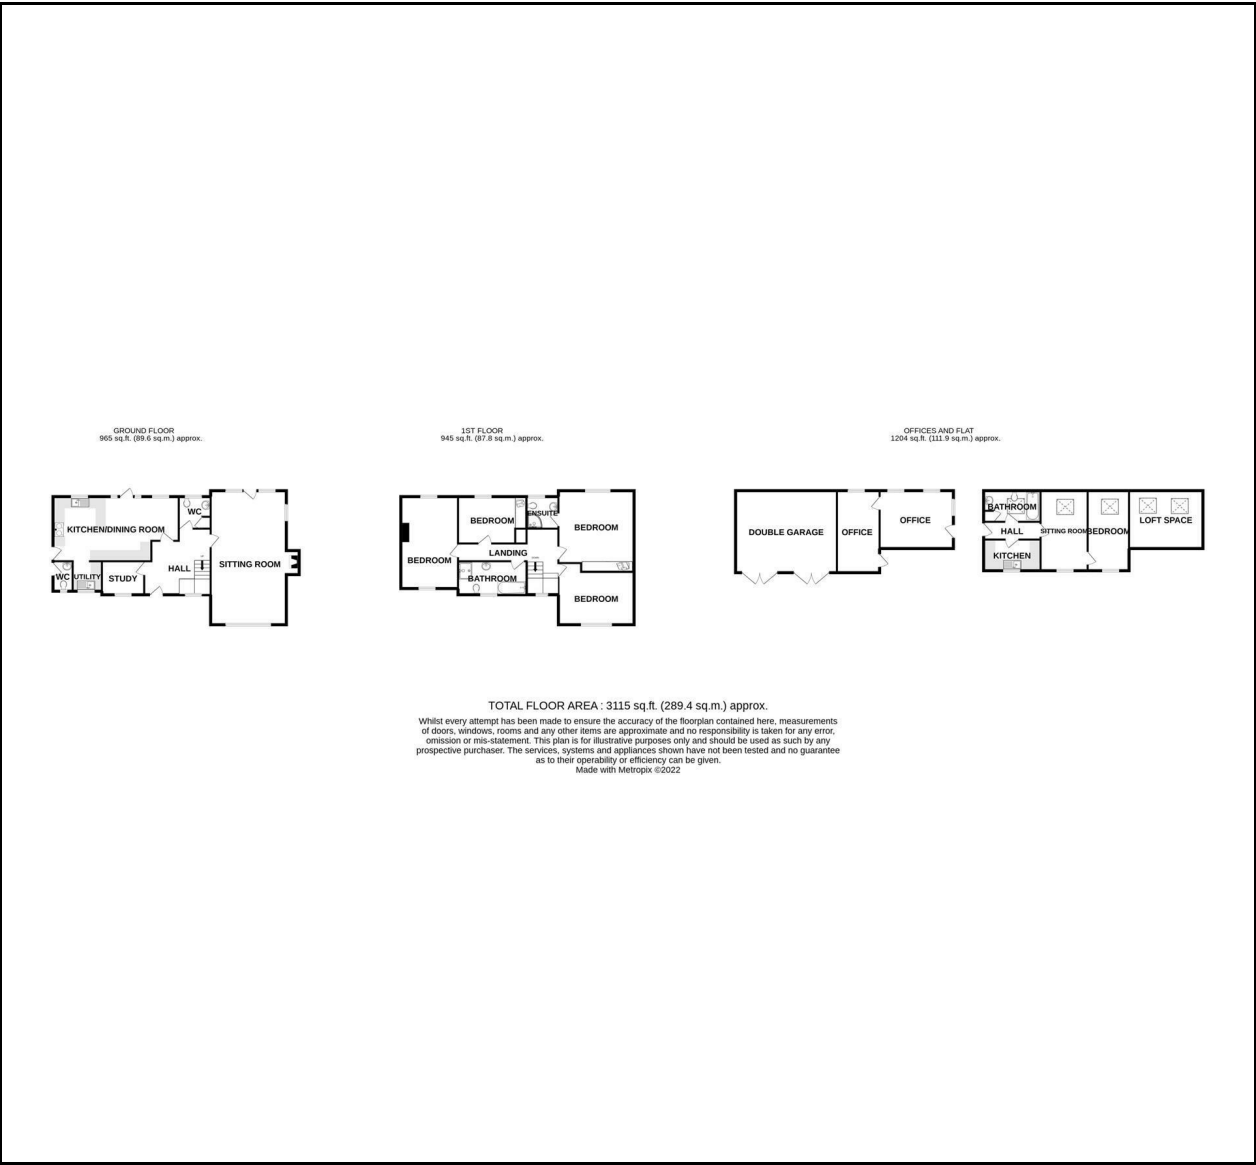 GROUND FLOOR
965 sq.ft. (89.6 sq.m.) approx.
1ST FLOOR
945 sq.ft. (87.8 sq.m.) approx.
OFFICES AND FLAT
1204 sq.ft. (111.9 sq.m.) approx.
WC
KITCHEN/DINING ROOM
SITTING ROOM
HALL
WC
UTILITY
STUDY
ENSUITE
BEDROOM
BEDROOM
LANDING
BEDROOM
BATHROOM
BEDROOM
DOUBLE GARAGE
OFFICE
OFFICE
BATHROOM
HALL
SITTING ROOM
BEDROOM
LOFT SPACE
KITCHEN
TOTAL FLOOR AREA : 3115 sq.ft. (289.4 sq.m.) approx.
Whilst every attempt has been made to ensure the accuracy of the floorplan contained here, measurements
of doors, windows, rooms and any other items are approximate and no responsibility is taken for any error,
omission or mis-statement. This plan is for illustrative purposes only and should be used as such by any
prospective purchaser. The services, systems and appliances shown have not been tested and no guarantee
as to their operability or efficiency can be given.
Made with Metropix ©2022